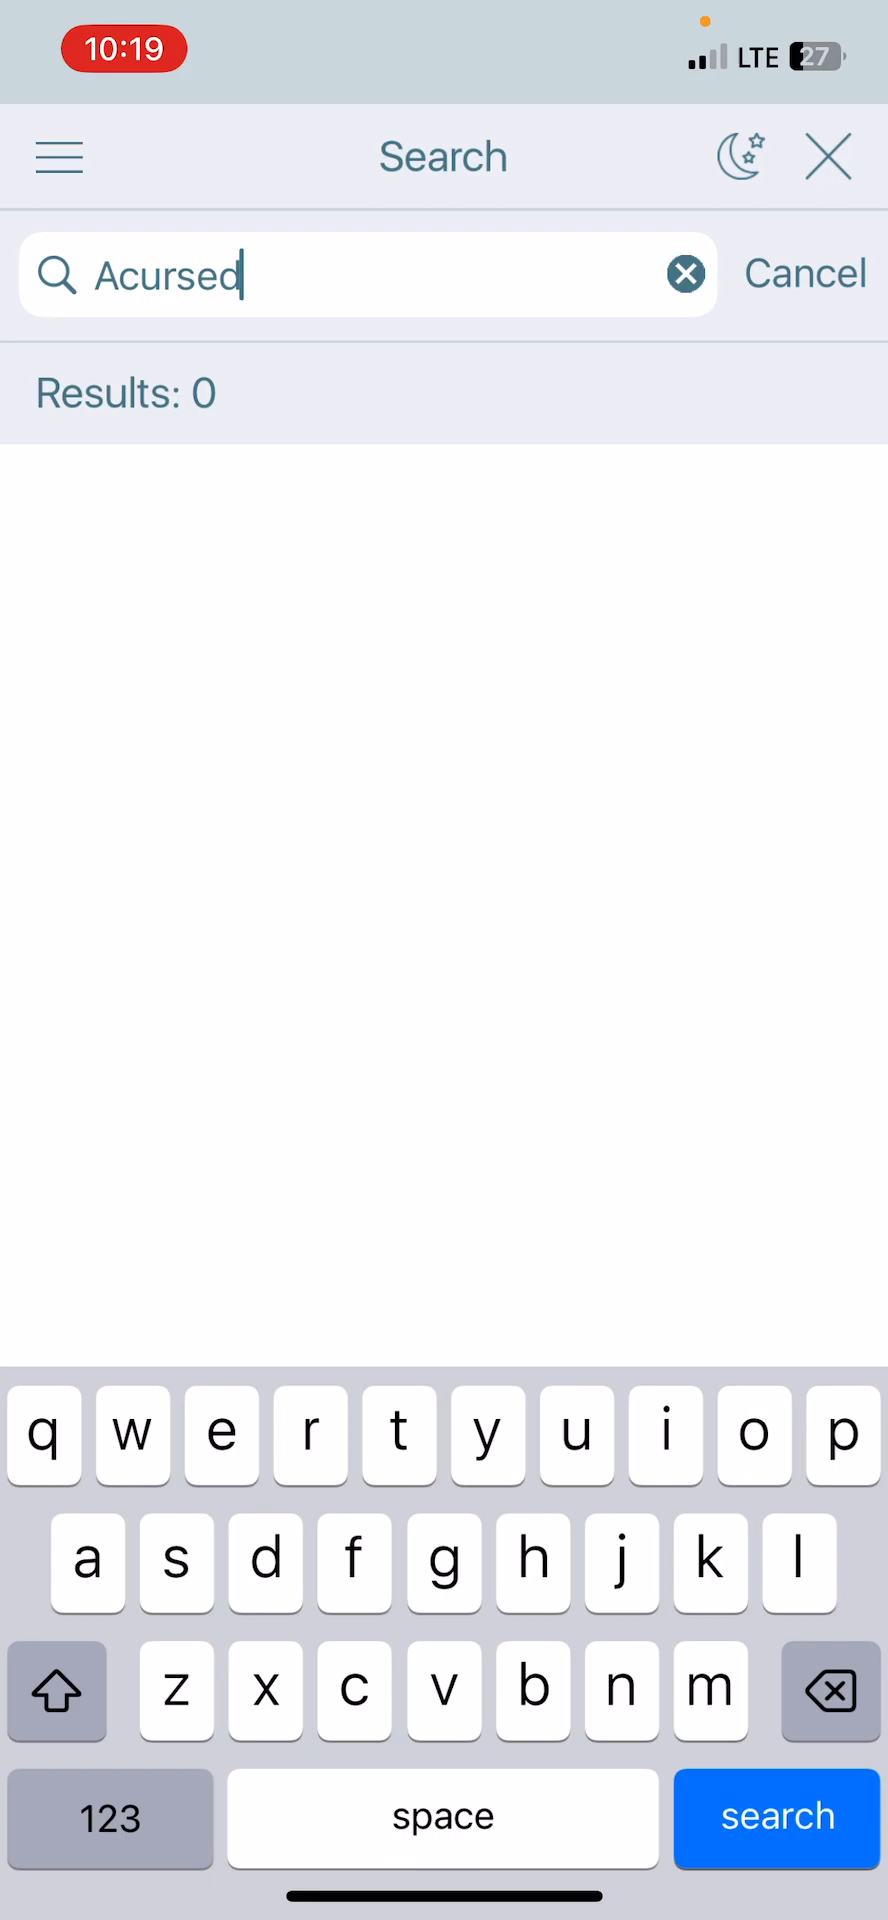 10:19
LTE 27
Search
Acursed
Cancel
Results: 0
q w e r t y u i o p
a s d f g h j k l
z x c v b n m
123 space search